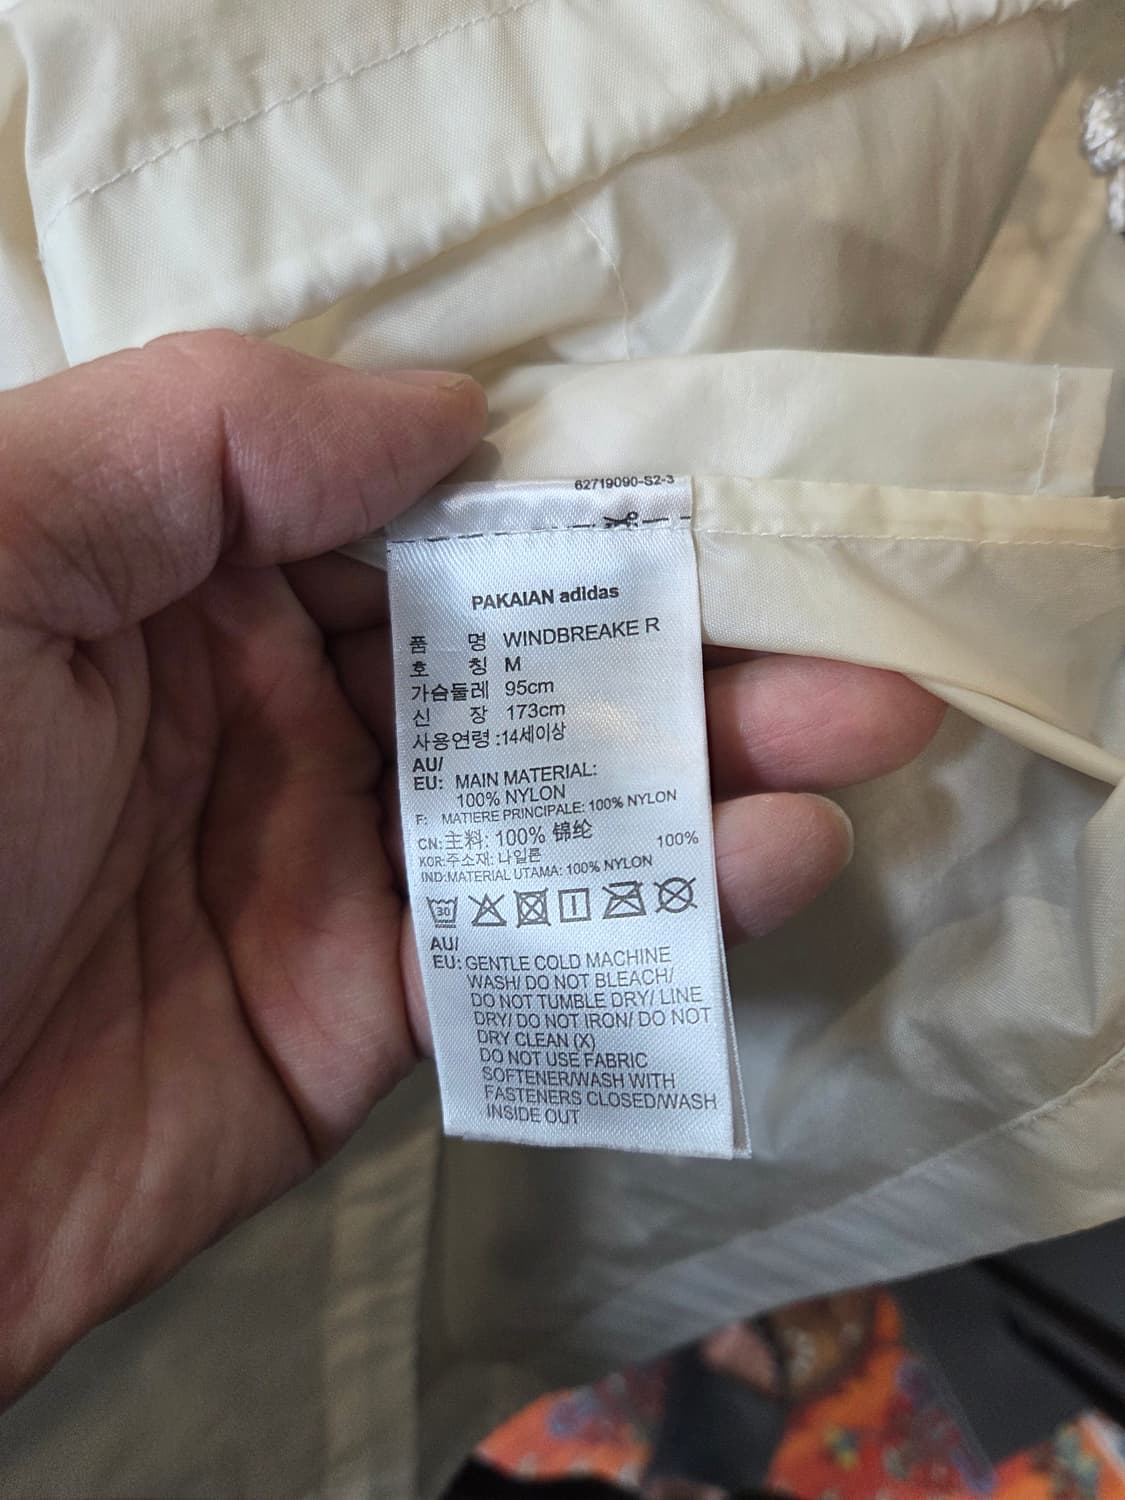 62719090-S2-3
PAKAIAN adidas
품 명 WINDBREAKE R
호 칭 M
가슴둘레 95cm
신 장 173cm
사용연령 :14세이상
AU/
EU: MAIN MATERIAL:
100% NYLON
F: MATIERE PRINCIPALE: 100% NYLON
CN:主料: 100% 锦纶
KOR:주소재: 나일론 100%
IND:MATERIAL UTAMA: 100% NYLON
30
AU/
EU: GENTLE COLD MACHINE
WASH/ DO NOT BLEACH/
DO NOT TUMBLE DRY/ LINE
DRY/ DO NOT IRON/ DO NOT
DRY CLEAN (X)
DO NOT USE FABRIC
SOFTENER/WASH WITH
FASTENERS CLOSED/WASH
INSIDE OUT